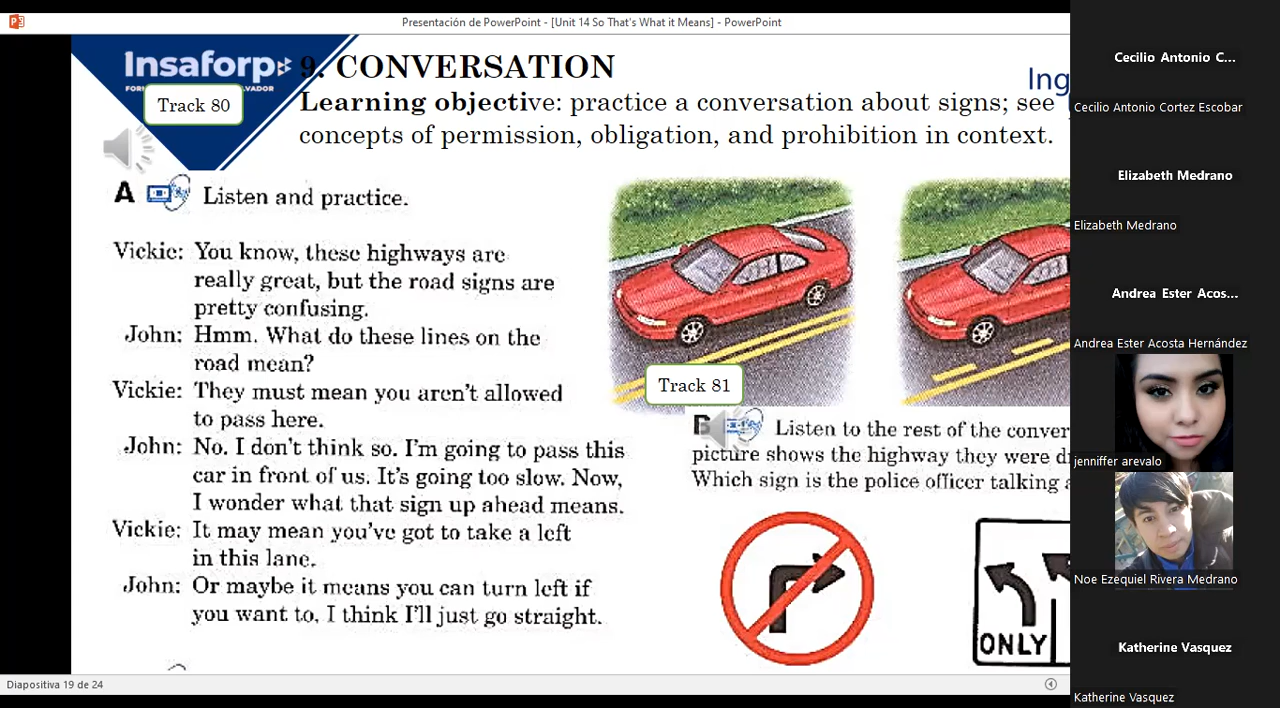 Presentación de PowerPoint - [Unit 14 So That's What it Means] - PowerPoint
Insaforp
Track 80
9. CONVERSATION
Learning objective: practice a conversation about signs; see
concepts of permission, obligation, and prohibition in context.
Ing
A Listen and practice.
Vickie: You know, these highways are
really great, but the road signs are
pretty confusing.
John: Hmm. What do these lines on the
road mean?
Vickie: They must mean you aren't allowed
to pass here.
John: No. I don't think so. I'm going to pass this
car in front of us. It's going too slow. Now,
I wonder what that sign up ahead means.
Vickie: It may mean you've got to take a left
in this lane.
John: Or maybe it means you can turn left if
you want to. I think I'll just go straight.
Track 81
B Listen to the rest of the conver
picture shows the highway they were d
Which sign is the police officer talking a
ONLY
Diapositiva 19 de 24
Cecilio Antonio C...
Cecilio Antonio Cortez Escobar
Elizabeth Medrano
Elizabeth Medrano
Andrea Ester Acos...
Andrea Ester Acosta Hernández
jenniffer arevalo
Noe Ezequiel Rivera Medrano
Katherine Vasquez
Katherine Vasquez